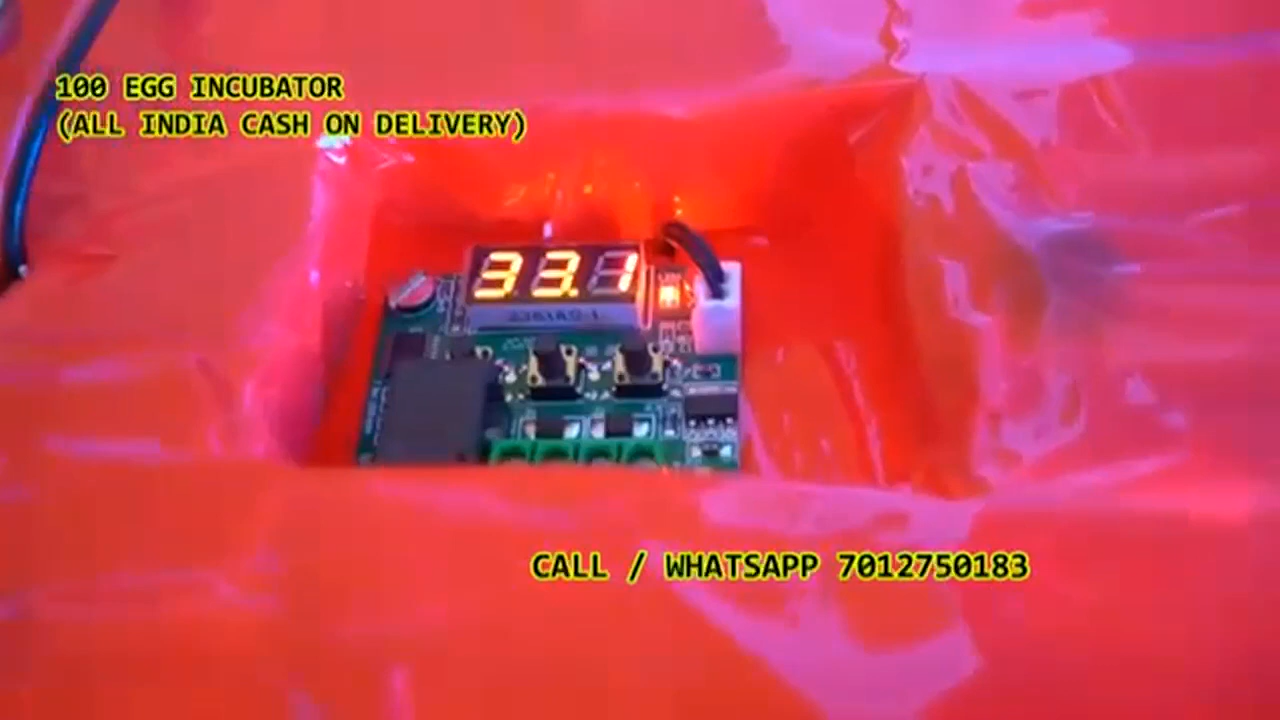 100 EGG INCUBATOR
(ALL INDIA CASH ON DELIVERY)
33.1
CALL / WHATSAPP 7012750183